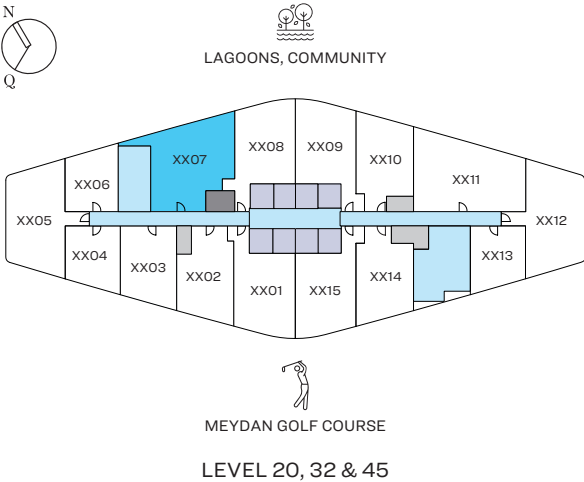 N
Q
LAGOONS, COMMUNITY
XX07
XX08
XX09
XX10
XX06
XX11
XX05
XX12
XX04
XX03
XX02
XX01
XX15
XX14
XX13
MEYDAN GOLF COURSE
LEVEL 20, 32 & 45